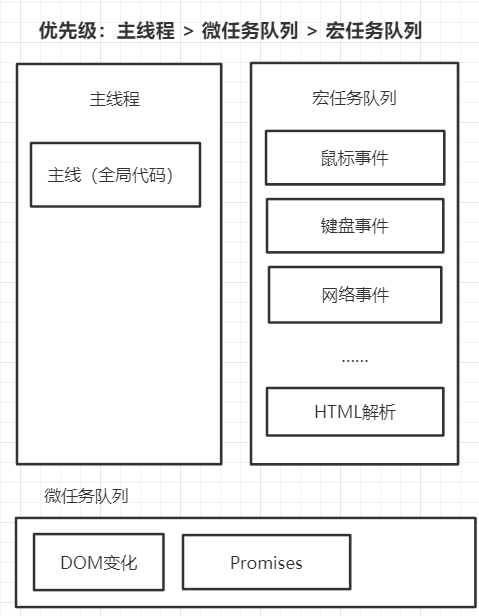 优先级：主线程 > 微任务队列 > 宏任务队列
主线程
主线（全局代码）
宏任务队列
鼠标事件
键盘事件
网络事件
......
HTML解析
微任务队列
DOM变化
Promises